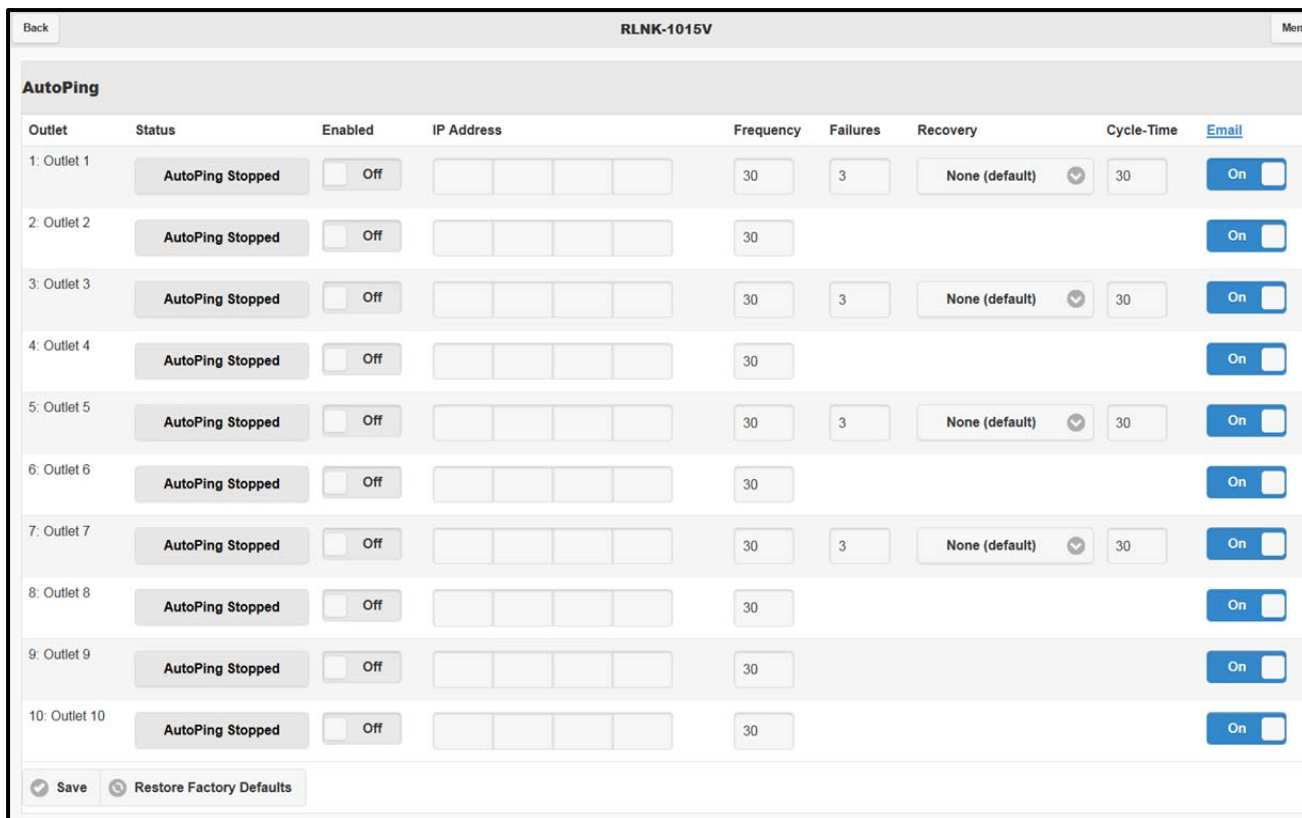 Back RLNK-1015V Men
AutoPing
Outlet Status Enabled IP Address Frequency Failures Recovery Cycle-Time Email
1: Outlet 1 AutoPing Stopped Off 30 3 None (default) 30 On
2: Outlet 2 AutoPing Stopped Off 30 On
3: Outlet 3 AutoPing Stopped Off 30 3 None (default) 30 On
4: Outlet 4 AutoPing Stopped Off 30 On
5: Outlet 5 AutoPing Stopped Off 30 3 None (default) 30 On
6: Outlet 6 AutoPing Stopped Off 30 On
7: Outlet 7 AutoPing Stopped Off 30 3 None (default) 30 On
8: Outlet 8 AutoPing Stopped Off 30 On
9: Outlet 9 AutoPing Stopped Off 30 On
10: Outlet 10 AutoPing Stopped Off 30 On
Save Restore Factory Defaults